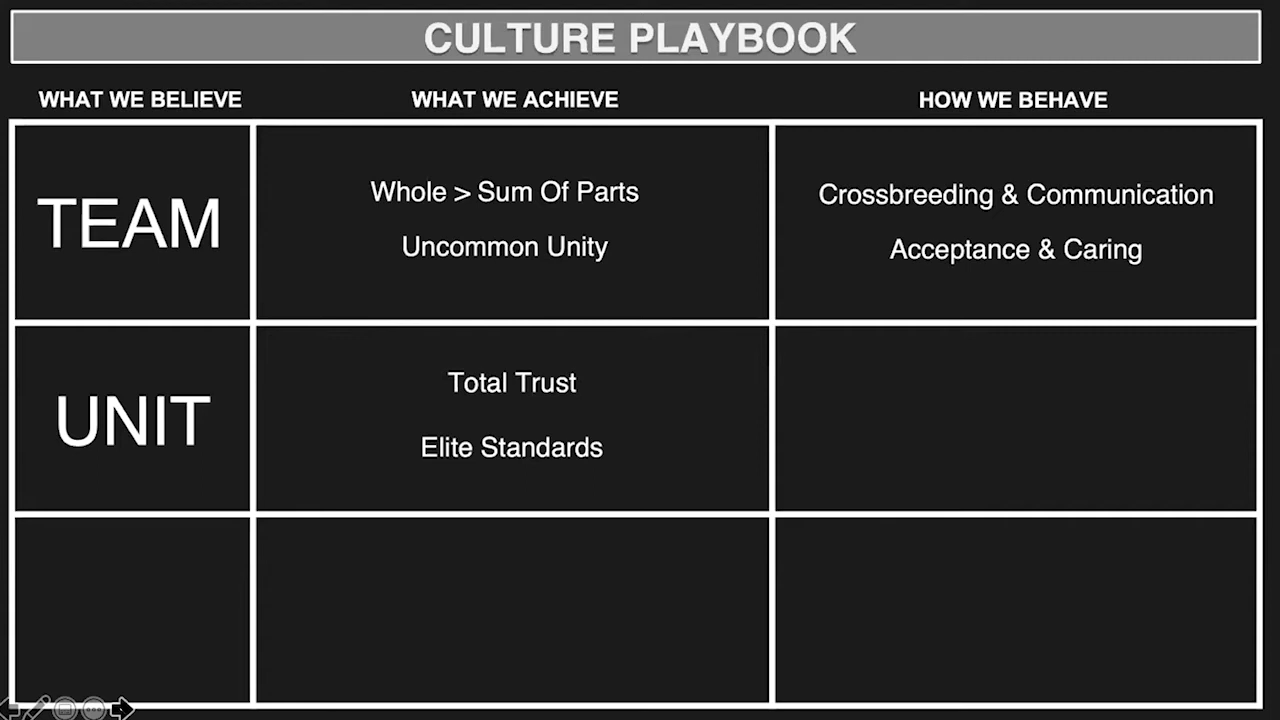 CULTURE PLAYBOOK
WHAT WE BELIEVE
WHAT WE ACHIEVE
HOW WE BEHAVE
TEAM
Whole > Sum Of Parts
Uncommon Unity
Crossbreeding & Communication
Acceptance & Caring
UNIT
Total Trust
Elite Standards